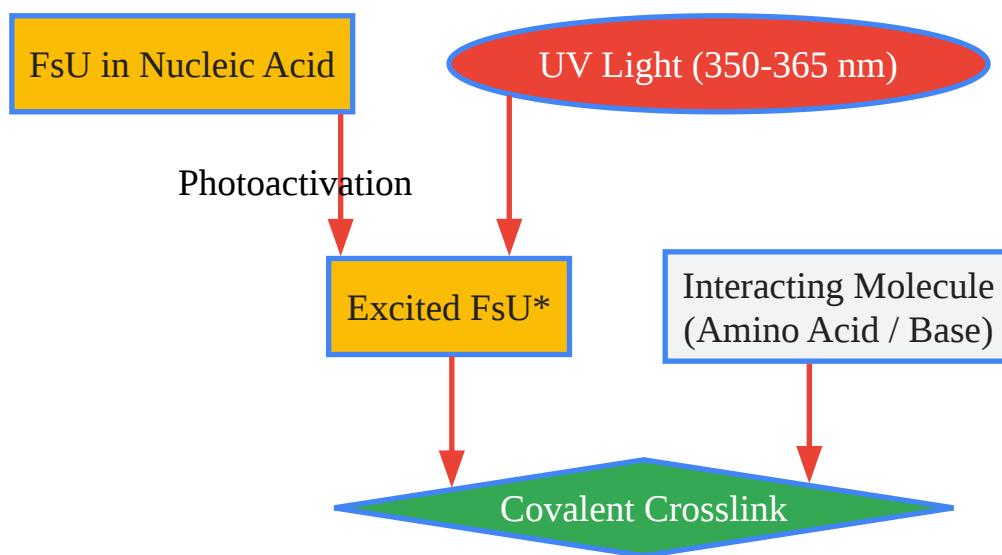 FsU in Nucleic Acid
UV Light (350-365 nm)
Photoactivation
Interacting Molecule
(Amino Acid / Base)
Excited FsU*
Covalent Crosslink